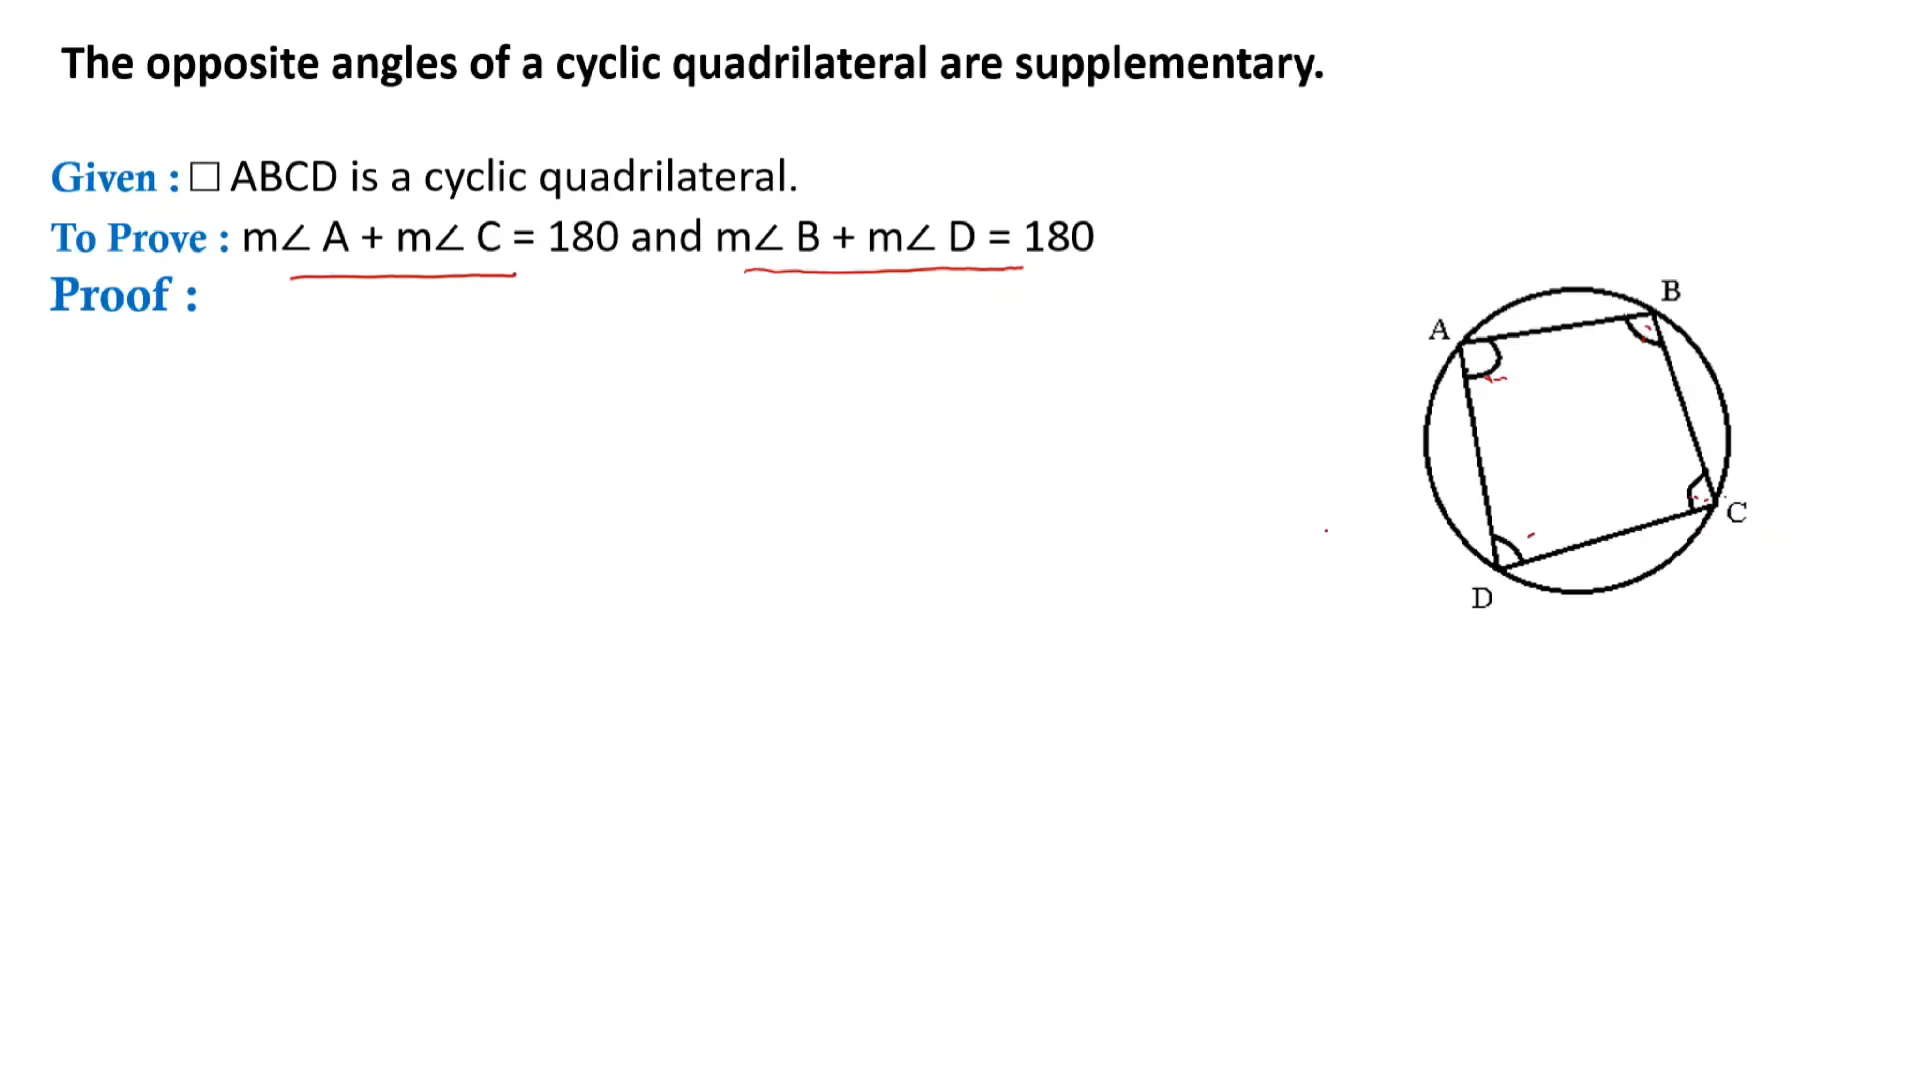 The opposite angles of a cyclic quadrilateral are supplementary.
Given : □ ABCD is a cyclic quadrilateral.
To Prove : m∠ A + m∠ C = 180 and m∠ B + m∠ D = 180
Proof :
B
A
C
D